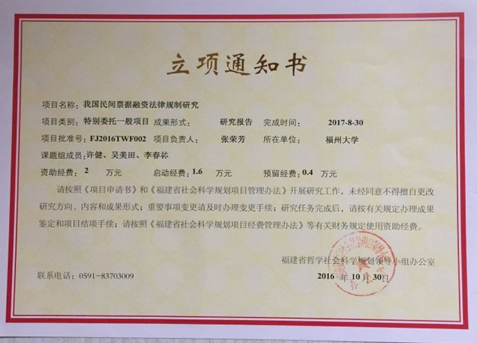 立项通知书
项目名称： 我国民间票据融资法律规制研究
项目类别： 特别委托一般项目 成果形式： 研究报告 完成时间： 2017-8-30
项目批准号： FJ2016TWF002 项目负责人： 张荣芳 所在单位： 福州大学
课题组成员： 许健、吴美田、李春
资助经费： 2 万元 启动经费： 1.6 万元 预留经费： 0.4 万元
请按照《项目申请书》和《福建省社会科学规划项目管理办法》开展研究工作，未经同意不得擅自更改
研究方向、内容和成果形式；重要事项变更请及时办理变更手续；研究任务完成后，请按有关规定办理成果
鉴定和项目结项手续；请按照《福建省社会科学规划项目经费管理办法》等有关财务规定使用资助经费。
福建省哲学社会科学规划领导小组办公室
联系电话：0591-83703009
2016 年 10 月 30 日